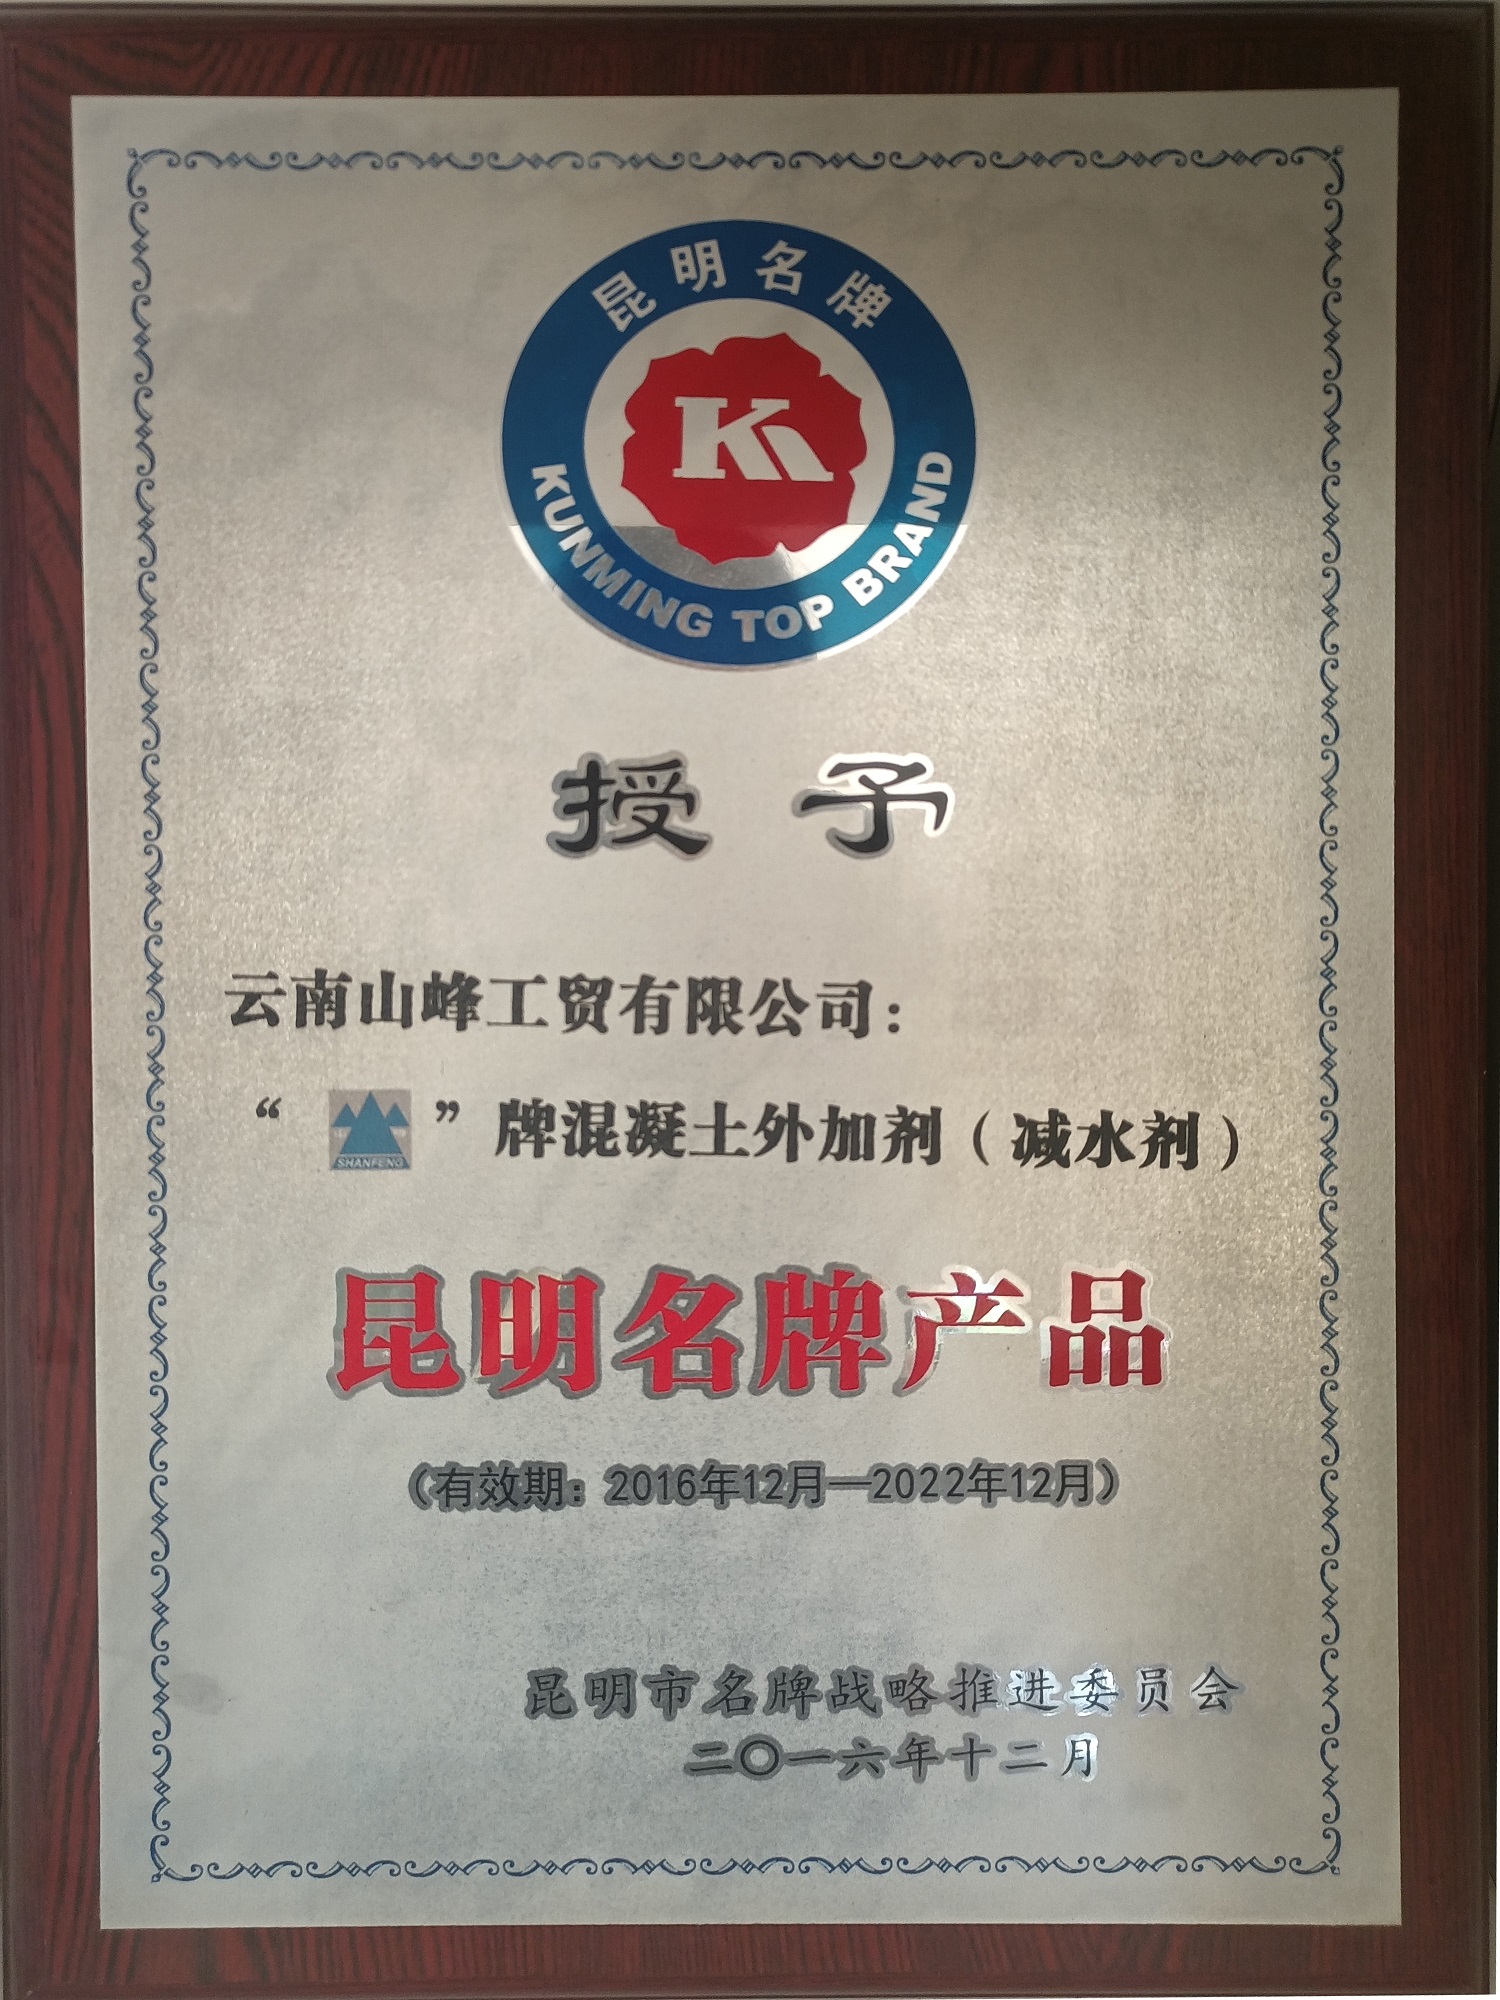 昆明名牌
K
KUNMING TOP BRAND
授予
云南山峰工贸有限公司：
“ SHANFENG ”牌混凝土外加剂（减水剂）
昆明名牌产品
（有效期：2016年12月—2022年12月）
昆明市名牌战略推进委员会
二〇一六年十二月